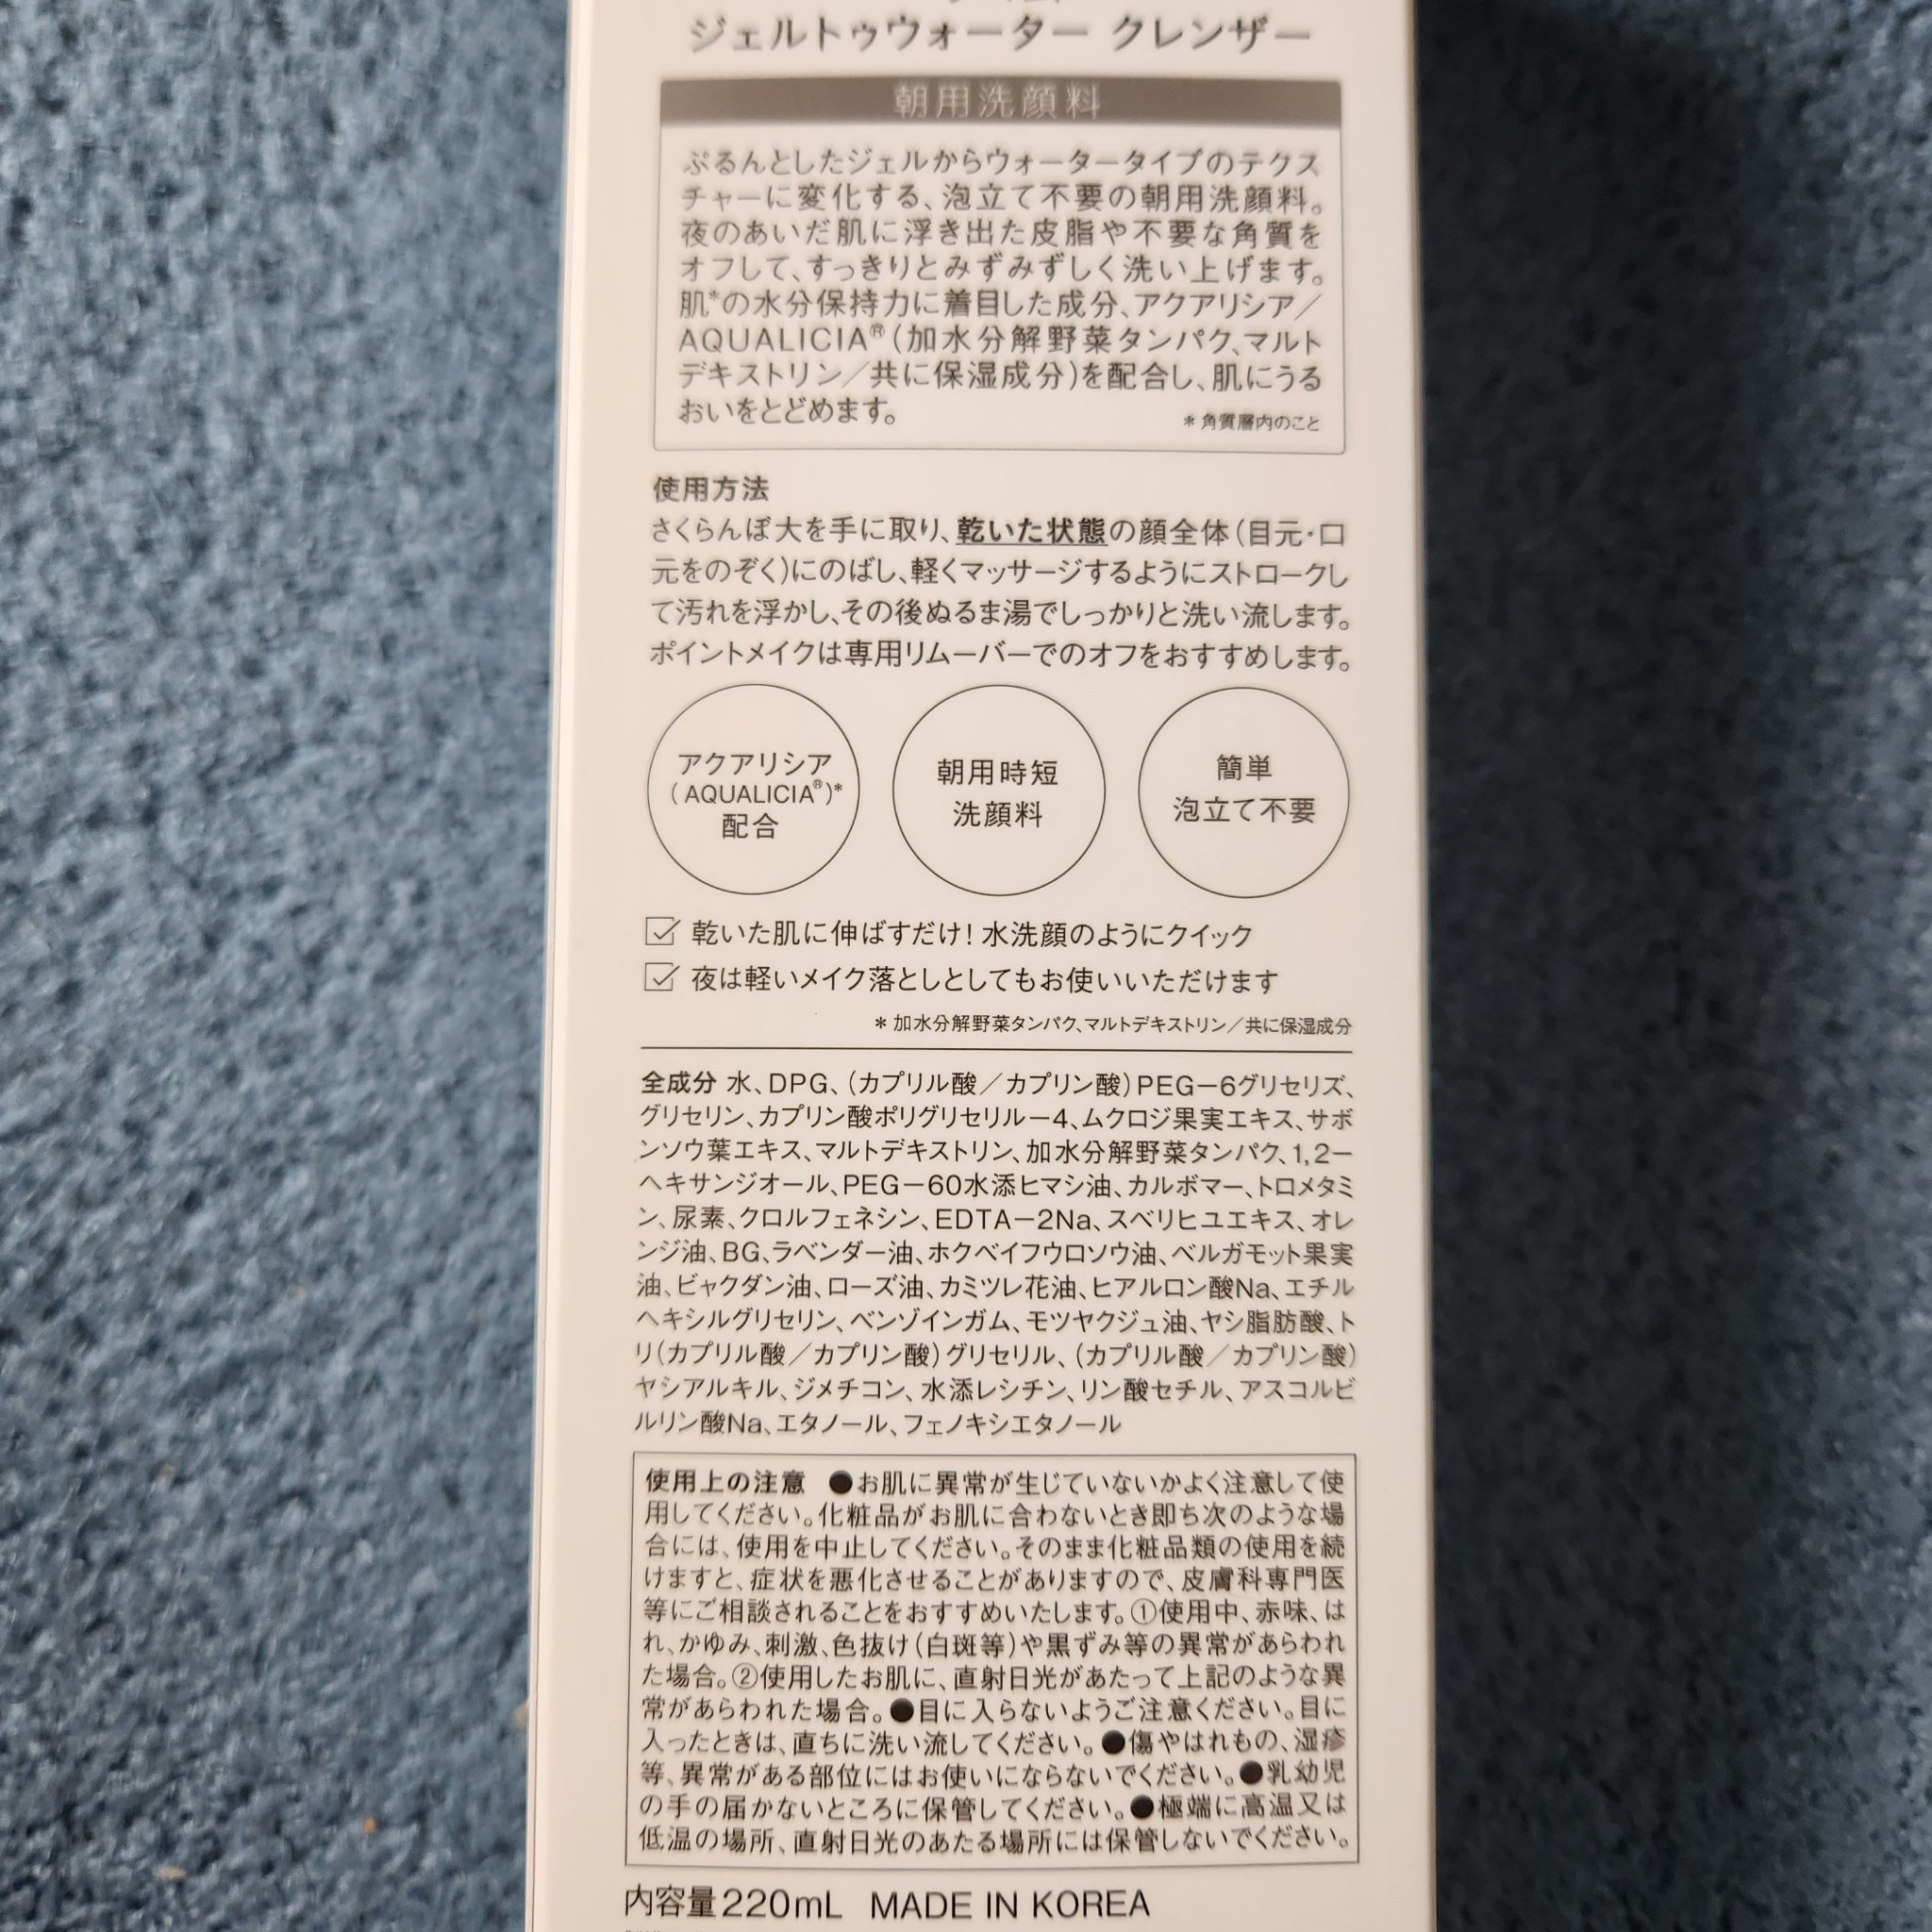 ジェルトゥウォーター クレンザー
朝用洗顔料
ぷるんとしたジェルからウォータータイプのテクス
チャーに変化する、泡立て不要の朝用洗顔料。
夜のあいだ肌に浮き出た皮脂や不要な角質を
オフして、すっきりとみずみずしく洗い上げます。
肌*の水分保持力に着目した成分、アクアリシア／
AQUALICIA®（加水分解野菜タンパク、マルト
デキストリン／共に保湿成分）を配合し、肌にうる
おいをとどめます。
*角質層内のこと
使用方法
さくらんぼ大を手に取り、乾いた状態の顔全体（目元・口
元をのぞく）にのばし、軽くマッサージするようにストロークし
て汚れを浮かし、その後ぬるま湯でしっかりと洗い流します。
ポイントメイクは専用リムーバーでのオフをおすすめします。
アクアリシア
（AQUALICIA®）*
配合
朝用時短
洗顔料
簡単
泡立て不要
乾いた肌に伸ばすだけ！水洗顔のようにクイック
夜は軽いメイク落としとしてもお使いいただけます
*加水分解野菜タンパク、マルトデキストリン／共に保湿成分
全成分 水、DPG、（カプリル酸／カプリン酸）PEG－6グリセリズ、
グリセリン、カプリン酸ポリグリセリル－4、ムクロジ果実エキス、サボ
ンソウ葉エキス、マルトデキストリン、加水分解野菜タンパク、1,2－
ヘキサンジオール、PEG－60水添ヒマシ油、カルボマー、トロメタミ
ン、尿素、クロルフェネシン、EDTA－2Na、スベリヒユエキス、オレ
ンジ油、BG、ラベンダー油、ホクベイフウロソウ油、ベルガモット果実
油、ビャクダン油、ローズ油、カミツレ花油、ヒアルロン酸Na、エチル
ヘキシルグリセリン、ベンゾインガム、モツヤクジュ油、ヤシ脂肪酸、ト
リ（カプリル酸／カプリン酸）グリセリル、（カプリル酸／カプリン酸）
ヤシアルキル、ジメチコン、水添レシチン、リン酸セチル、アスコルビ
ルリン酸Na、エタノール、フェノキシエタノール
使用上の注意 ●お肌に異常が生じていないかよく注意して使
用してください。化粧品がお肌に合わないとき即ち次のような場
合には、使用を中止してください。そのまま化粧品類の使用を続
けますと、症状を悪化させることがありますので、皮膚科専門医
等にご相談されることをおすすめいたします。①使用中、赤味、は
れ、かゆみ、刺激、色抜け（白斑等）や黒ずみ等の異常があらわれ
た場合。②使用したお肌に、直射日光があたって上記のような異
常があらわれた場合。●目に入らないようご注意ください。目に
入ったときは、直ちに洗い流してください。●傷やはれもの、湿疹
等、異常がある部位にはお使いにならないでください。●乳幼児
の手の届かないところに保管してください。●極端に高温又は
低温の場所、直射日光のあたる場所には保管しないでください。
内容量220mL MADE IN KOREA